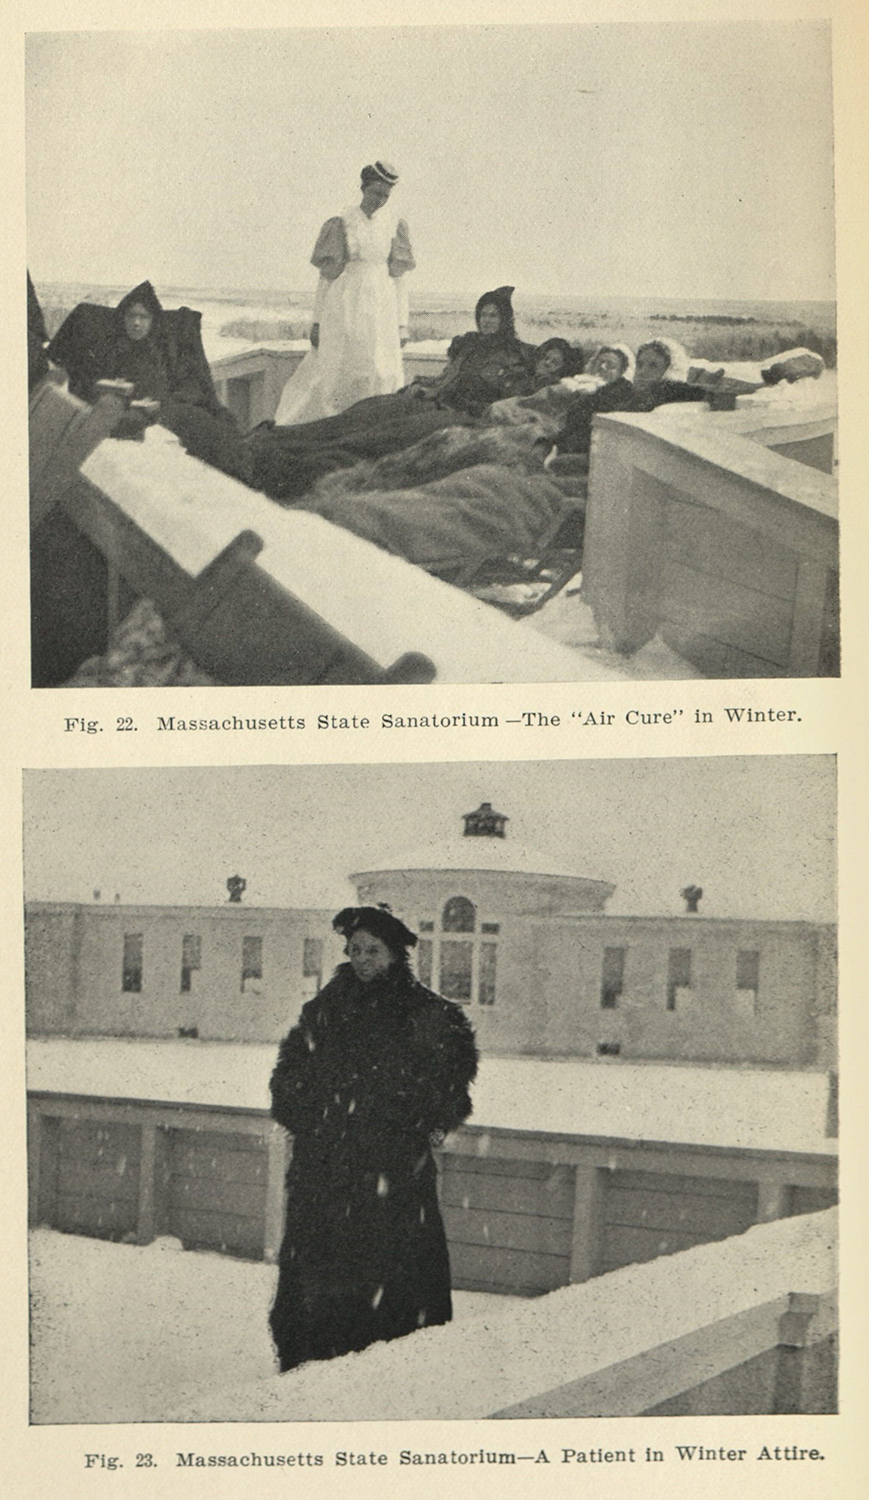 Fig. 22. Massachusetts State Sanatorium—The “Air Cure” in Winter.
Fig. 23. Massachusetts State Sanatorium—A Patient in Winter Attire.